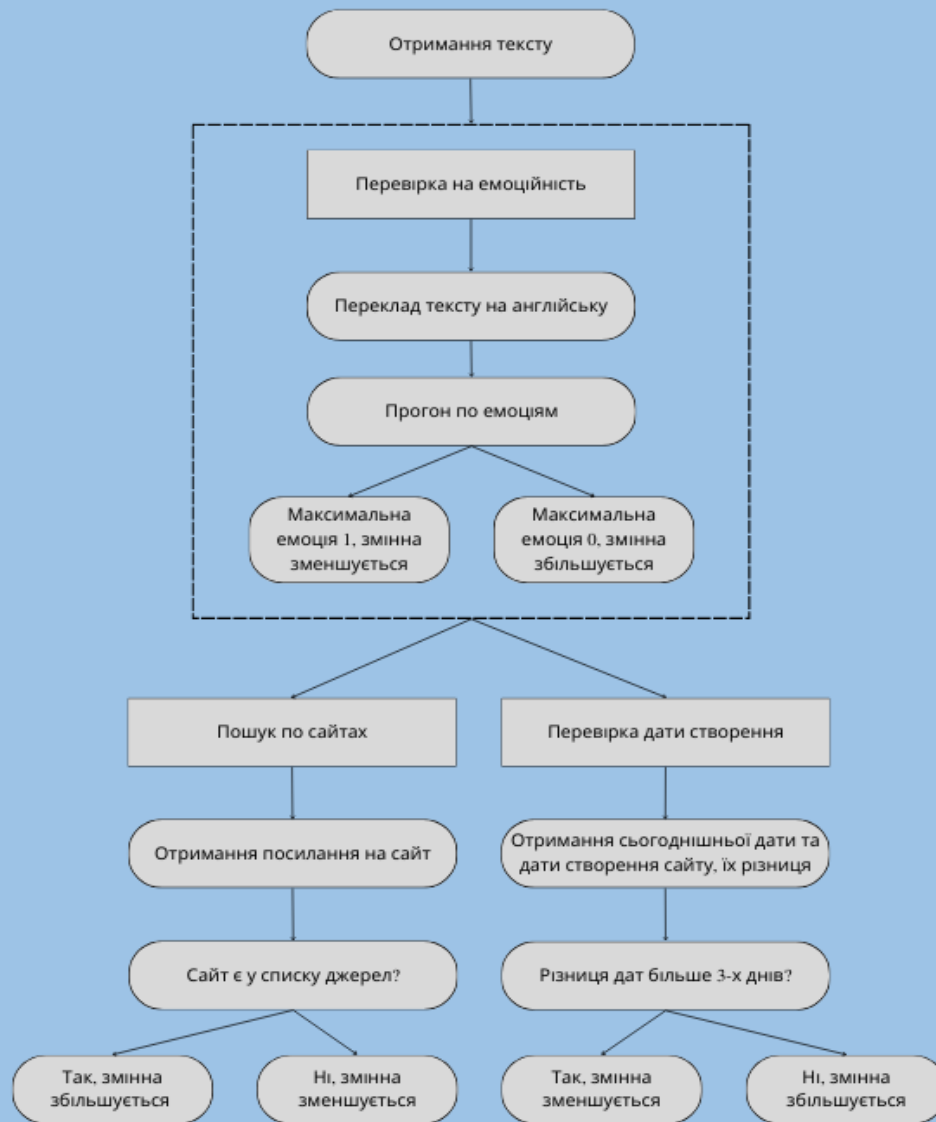 Отримання тексту
Перевірка на емоційність
Переклад тексту на англійську
Прогон по емоціям
Максимальна
емоція 1, змінна
зменшується
Максимальна
емоція 0, змінна
збільшується
Пошук по сайтах
Перевірка дати створення
Отримання посилання на сайт
Отримання сьогоднішньої дати та
дати створення сайту, їх різниця
Сайт є у списку джерел?
Різниця дат більше 3-х днів?
Так, змінна
збільшується
Ні, змінна
зменшується
Так, змінна
зменшується
Ні, змінна
збільшується